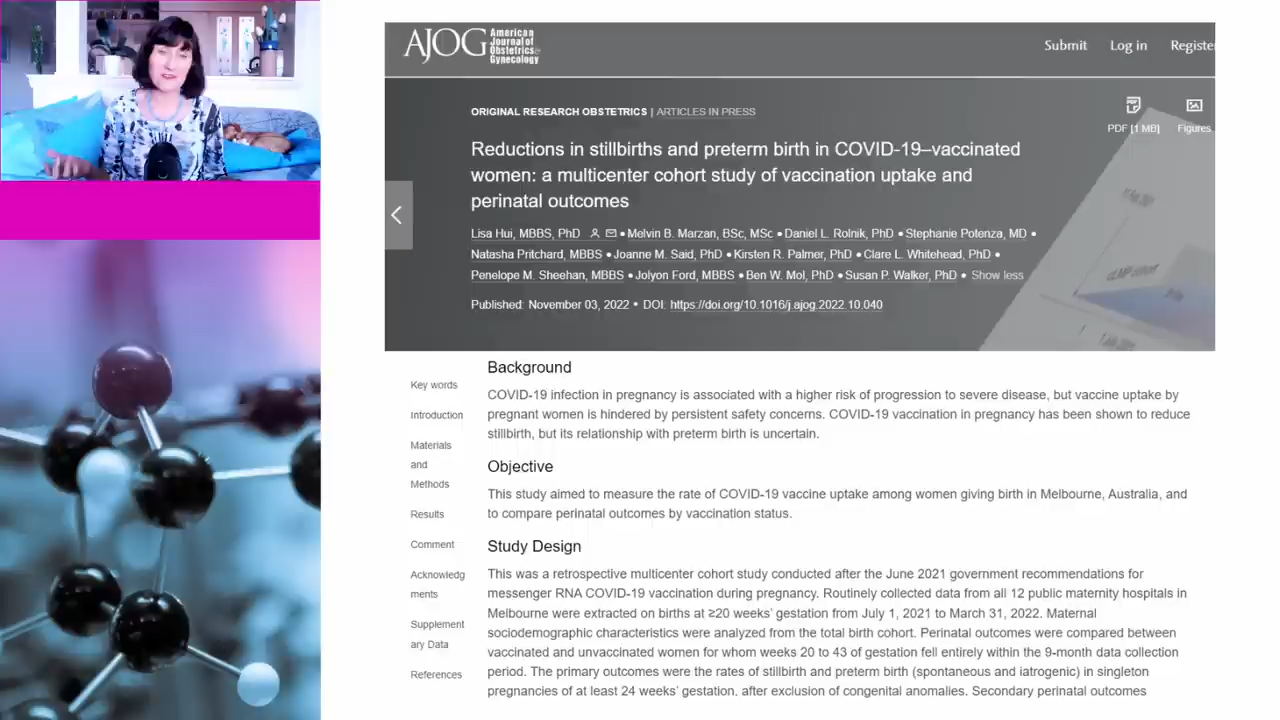 AJOG American Journal of Obstetrics & Gynecology
Submit Log in Register
ORIGINAL RESEARCH OBSTETRICS | ARTICLES IN PRESS
PDF [1 MB] Figures
Reductions in stillbirths and preterm birth in COVID-19–vaccinated
women: a multicenter cohort study of vaccination uptake and
perinatal outcomes
Lisa Hui, MBBS, PhD • Melvin B. Marzan, BSc, MSc • Daniel L. Rolnik, PhD • Stephanie Potenza, MD •
Natasha Pritchard, MBBS • Joanne M. Said, PhD • Kirsten R. Palmer, PhD • Clare L. Whitehead, PhD •
Penelope M. Sheehan, MBBS • Jolyon Ford, MBBS • Ben W. Mol, PhD • Susan P. Walker, PhD • Show less
Published: November 03, 2022 • DOI: https://doi.org/10.1016/j.ajog.2022.10.040
Key words
Introduction
Materials
and
Methods
Results
Comment
Acknowledg
ments
Supplement
ary Data
References
Background
COVID-19 infection in pregnancy is associated with a higher risk of progression to severe disease, but vaccine uptake by
pregnant women is hindered by persistent safety concerns. COVID-19 vaccination in pregnancy has been shown to reduce
stillbirth, but its relationship with preterm birth is uncertain.
Objective
This study aimed to measure the rate of COVID-19 vaccine uptake among women giving birth in Melbourne, Australia, and
to compare perinatal outcomes by vaccination status.
Study Design
This was a retrospective multicenter cohort study conducted after the June 2021 government recommendations for
messenger RNA COVID-19 vaccination during pregnancy. Routinely collected data from all 12 public maternity hospitals in
Melbourne were extracted on births at ≥20 weeks' gestation from July 1, 2021 to March 31, 2022. Maternal
sociodemographic characteristics were analyzed from the total birth cohort. Perinatal outcomes were compared between
vaccinated and unvaccinated women for whom weeks 20 to 43 of gestation fell entirely within the 9-month data collection
period. The primary outcomes were the rates of stillbirth and preterm birth (spontaneous and iatrogenic) in singleton
pregnancies of at least 24 weeks' gestation, after exclusion of congenital anomalies. Secondary perinatal outcomes